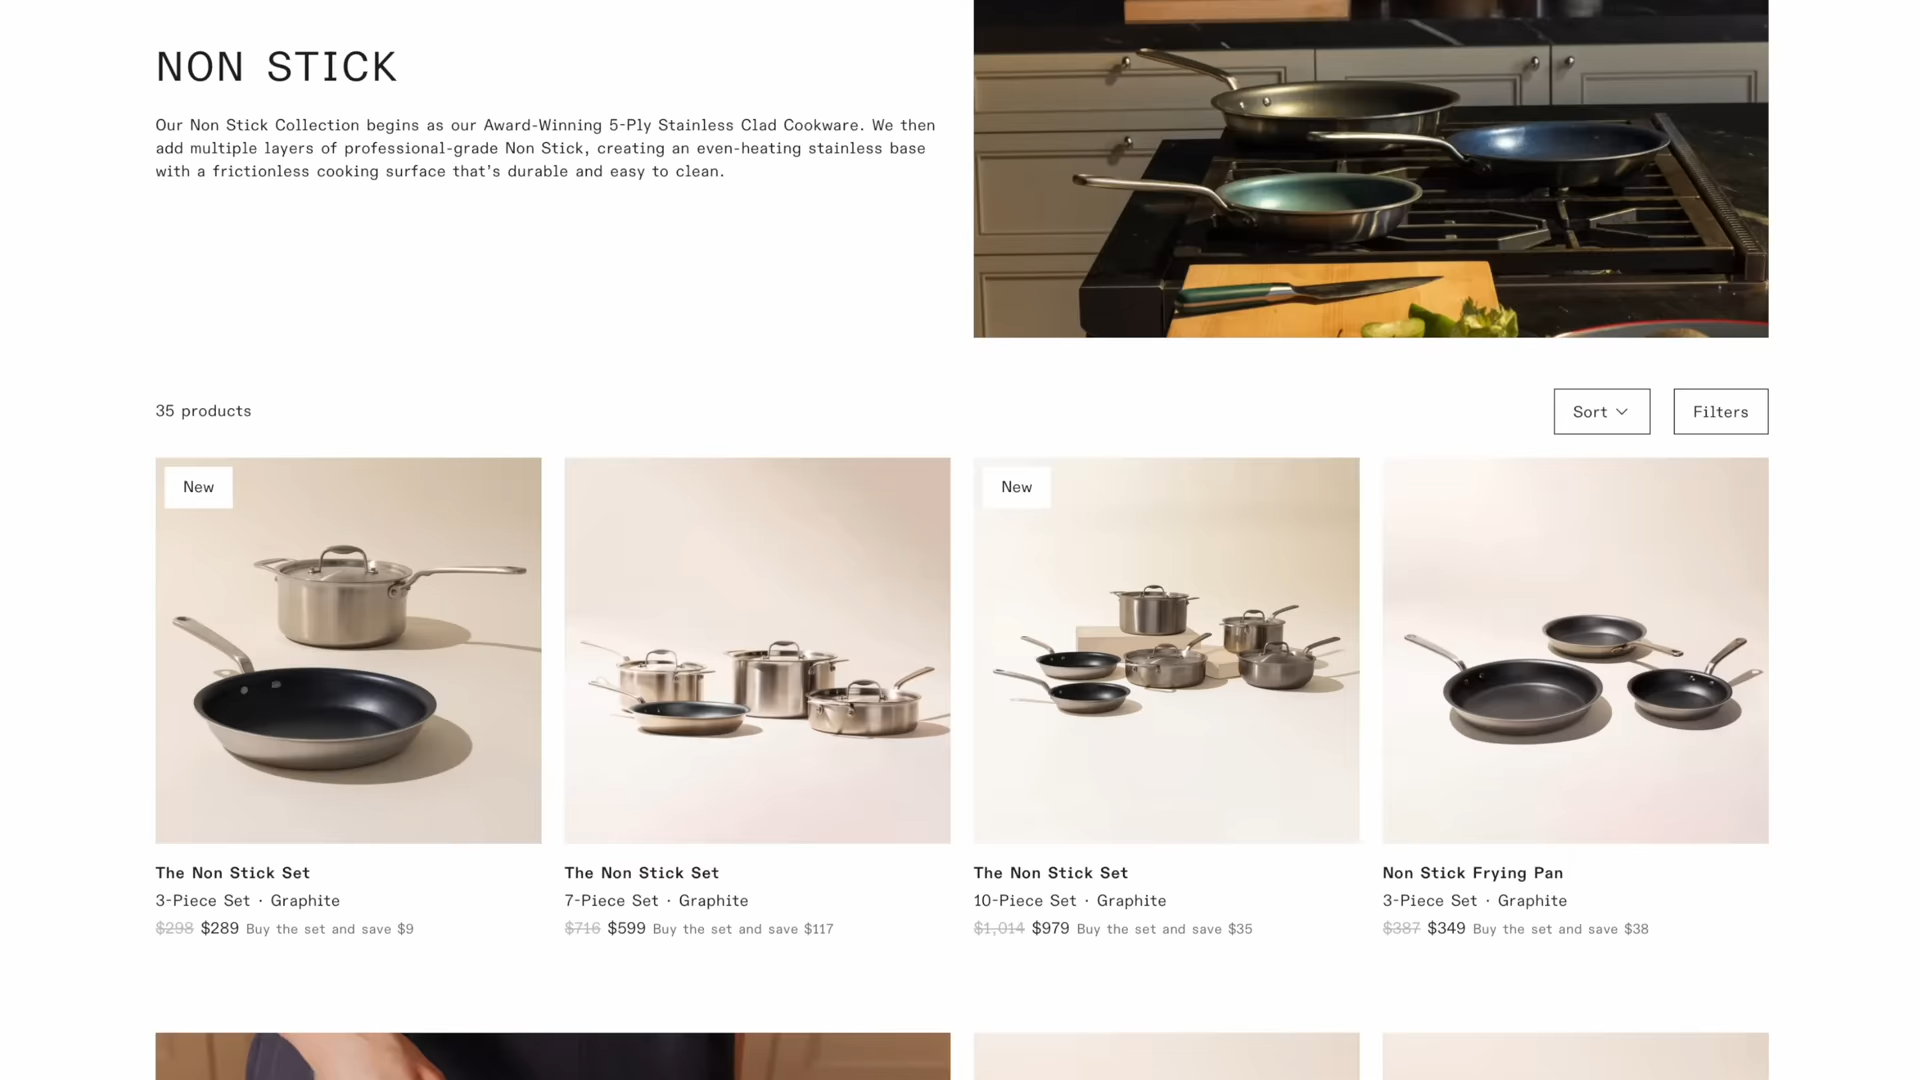 NON STICK
Our Non Stick Collection begins as our Award-Winning 5-Ply Stainless Clad Cookware. We then
add multiple layers of professional-grade Non Stick, creating an even-heating stainless base
with a frictionless cooking surface that's durable and easy to clean.
35 products
Sort
Filters
New
New
The Non Stick Set
3-Piece Set · Graphite
$298 $289 Buy the set and save $9
The Non Stick Set
7-Piece Set · Graphite
$716 $599 Buy the set and save $117
The Non Stick Set
10-Piece Set · Graphite
$1,014 $979 Buy the set and save $35
Non Stick Frying Pan
3-Piece Set · Graphite
$387 $349 Buy the set and save $38